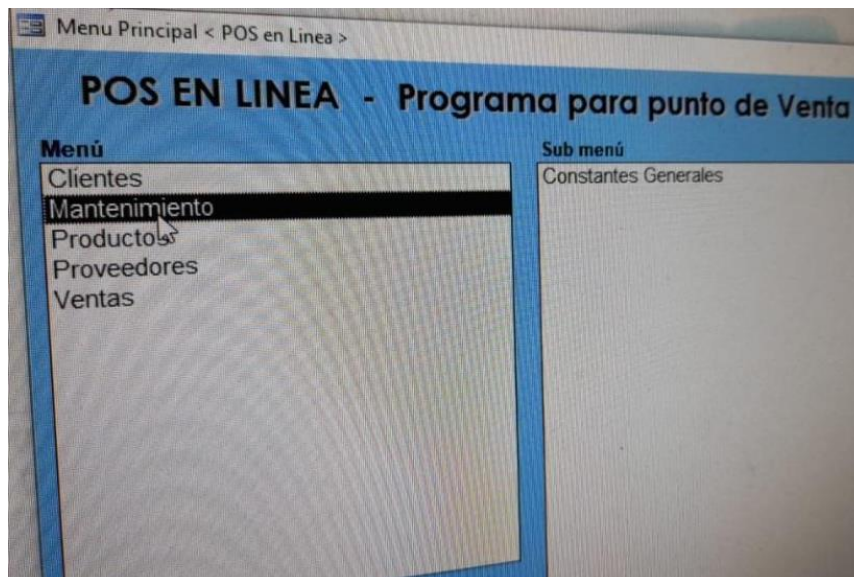 Menu Principal < POS en Linea >
POS EN LINEA - Programa para punto de Venta
Menú
Clientes
Mantenimiento
Productos
Proveedores
Ventas
Sub menú
Constantes Generales